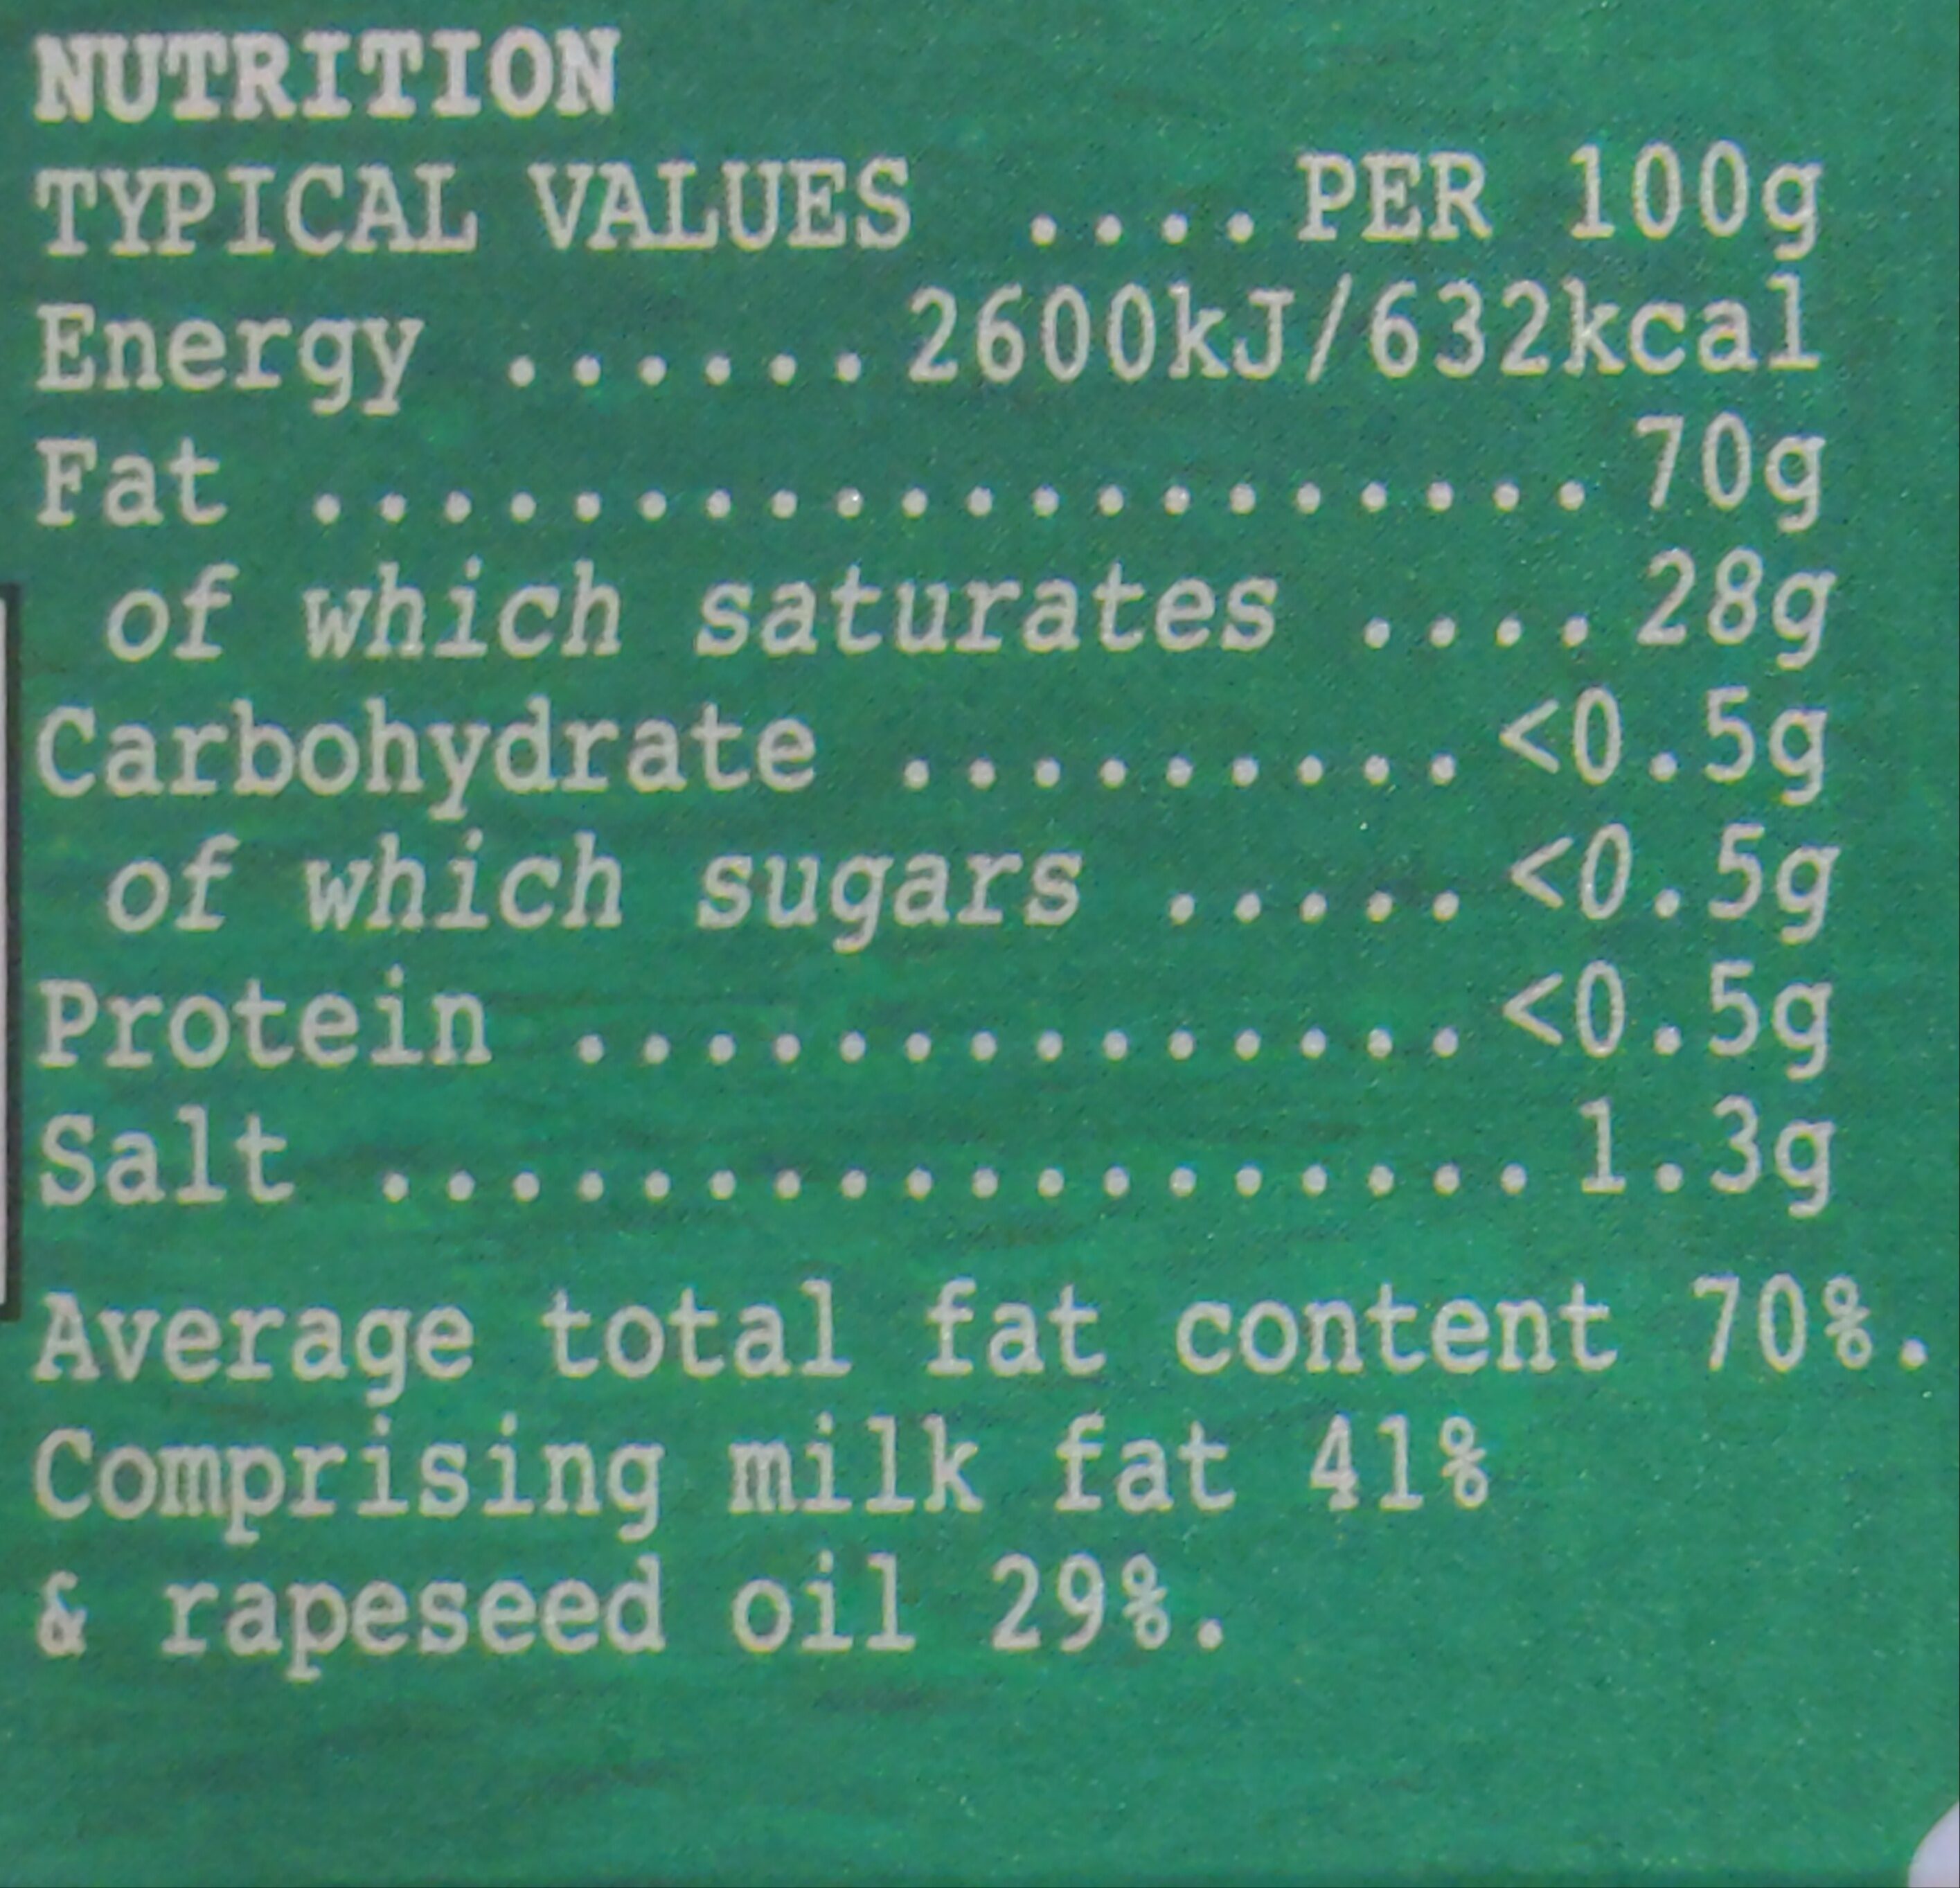 NUTRITION
TYPICAL VALUES ....PER 100g
Energy ......2600kJ/632kcal
Fat ....................70g
of which saturates ....28g
Carbohydrate .........<0.5g
of which sugars .....<0.5g
Protein ..............<0.5g
Salt ..................1.3g
Average total fat content 70%.
Comprising milk fat 41%
& rapeseed oil 29%.